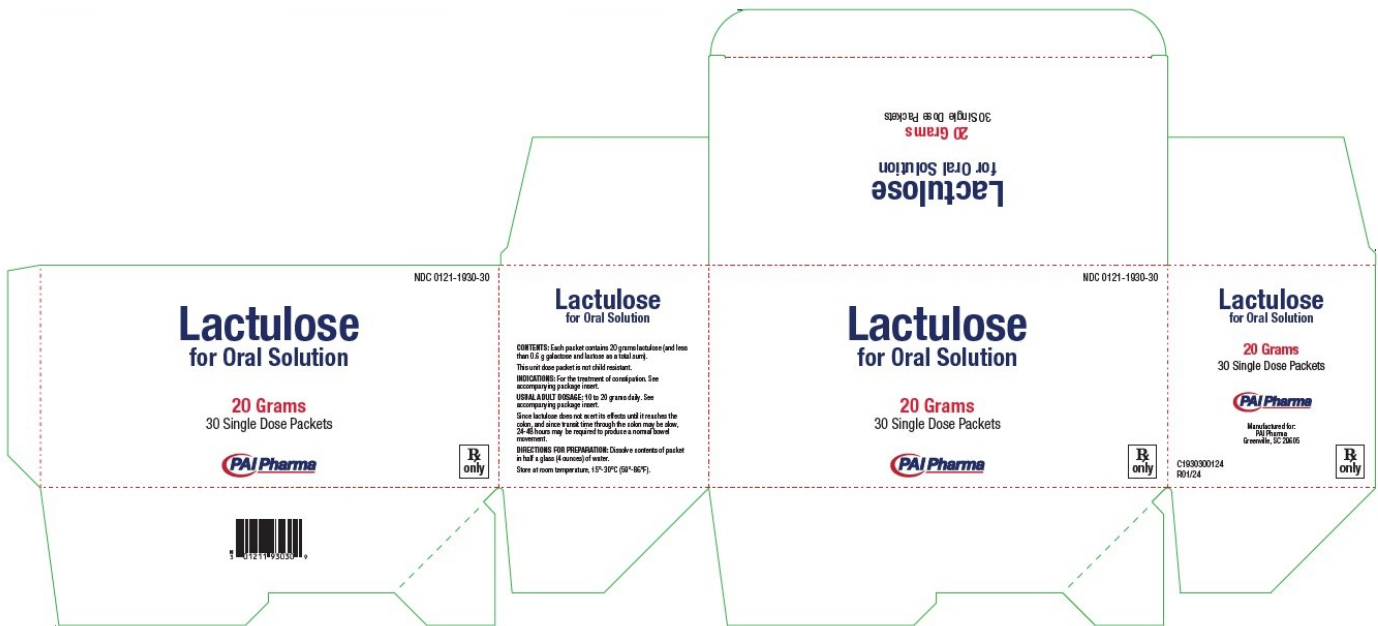 30 Single Dose Packets
20 Grams
for Oral Solution
Lactulose
NDC 0121-1930-30
Lactulose
for Oral Solution
20 Grams
30 Single Dose Packets
PAI Pharma
Rx
only
N
3 01211 93030 9
Lactulose
for Oral Solution
CONTENTS: Each packet contains 20 grams lactulose (and less
than 0.6 g galactose and lactose as a total sum).
This unit dose packet is not child resistant.
INDICATIONS: For the treatment of constipation. See
accompanying package insert.
USUAL ADULT DOSAGE: 10 to 20 grams daily. See
accompanying package insert.
Since lactulose does not exert its effects until it reaches the
colon, and since transit time through the colon may be slow,
24-48 hours may be required to produce a normal bowel
movement.
DIRECTIONS FOR PREPARATION: Dissolve contents of packet
in half a glass (4 ounces) of water.
Store at room temperature, 15°-30°C (59°-86°F).
NDC 0121-1930-30
Lactulose
for Oral Solution
20 Grams
30 Single Dose Packets
PAI Pharma
Rx
only
Lactulose
for Oral Solution
20 Grams
30 Single Dose Packets
PAI Pharma
Manufactured for:
PAI Pharma
Greenville, SC 29605
C1930300124
R01/24
Rx
only